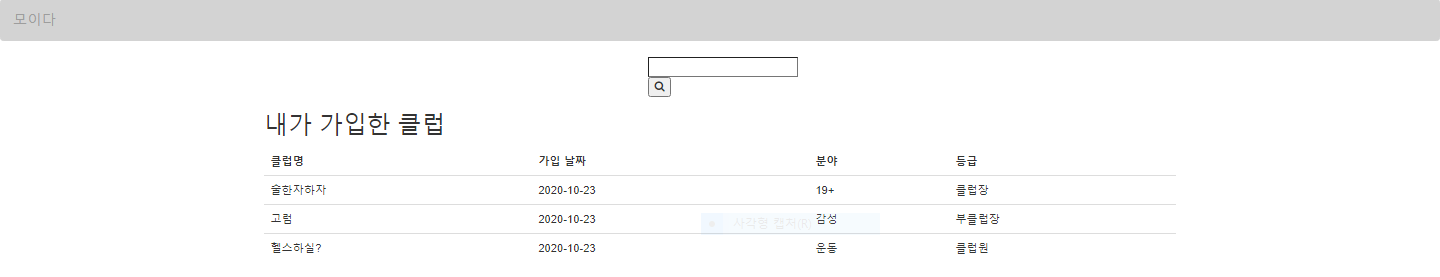 모이다
내가 가입한 클럽
클럽명 가입 날짜 분야 등급
술한자하자 2020-10-23 19+ 클럽장
고럼 2020-10-23 감성 부클럽장
사각형 캡처(R)
헬스하실? 2020-10-23 운동 클럽원